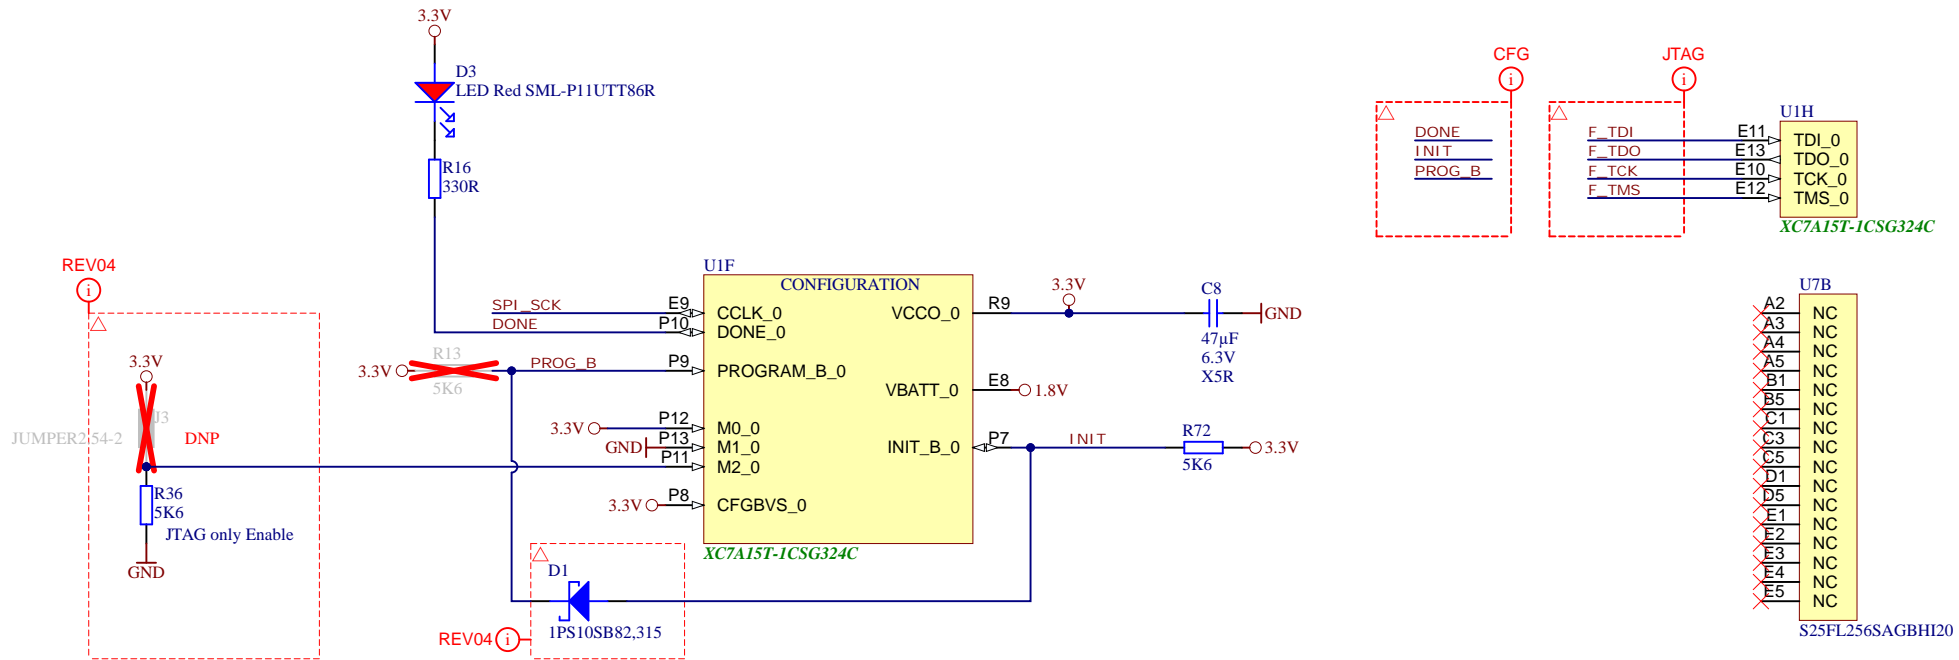 3.3V
D3
LED Red SML-P11UTT86R
R16
330R
CFG
i
DONE
INIT
PROG_B
JTAG
i
F_TDI
F_TDO
F_TCK
F_TMS
E11
E13
E10
E12
U1H
TDI_0
TDO_0
TCK_0
TMS_0
XC7A15T-1CSG324C
REV04
i
3.3V
J3
JUMPER2.54-2
DNP
R36
5K6
JTAG only Enable
GND
U1F
CONFIGURATION
SPI_SCK
E9
CCLK_0
DONE
P10
DONE_0
3.3V
R13
5K6
PROG_B
P9
PROGRAM_B_0
3.3V
P12
M0_0
GND
P13
M1_0
P11
M2_0
3.3V
P8
CFGBVS_0
VCCO_0
R9
3.3V
C8
47µF
6.3V
X5R
GND
VBATT_0
E8
1.8V
INIT_B_0
P7
INIT
R72
5K6
3.3V
XC7A15T-1CSG324C
D1
1PS10SB82,315
REV04
i
U7B
A2 NC
A3 NC
A4 NC
A5 NC
B1 NC
B5 NC
C1 NC
C3 NC
C5 NC
D1 NC
D5 NC
E1 NC
E2 NC
E3 NC
E4 NC
E5 NC
S25FL256SAGBHI20